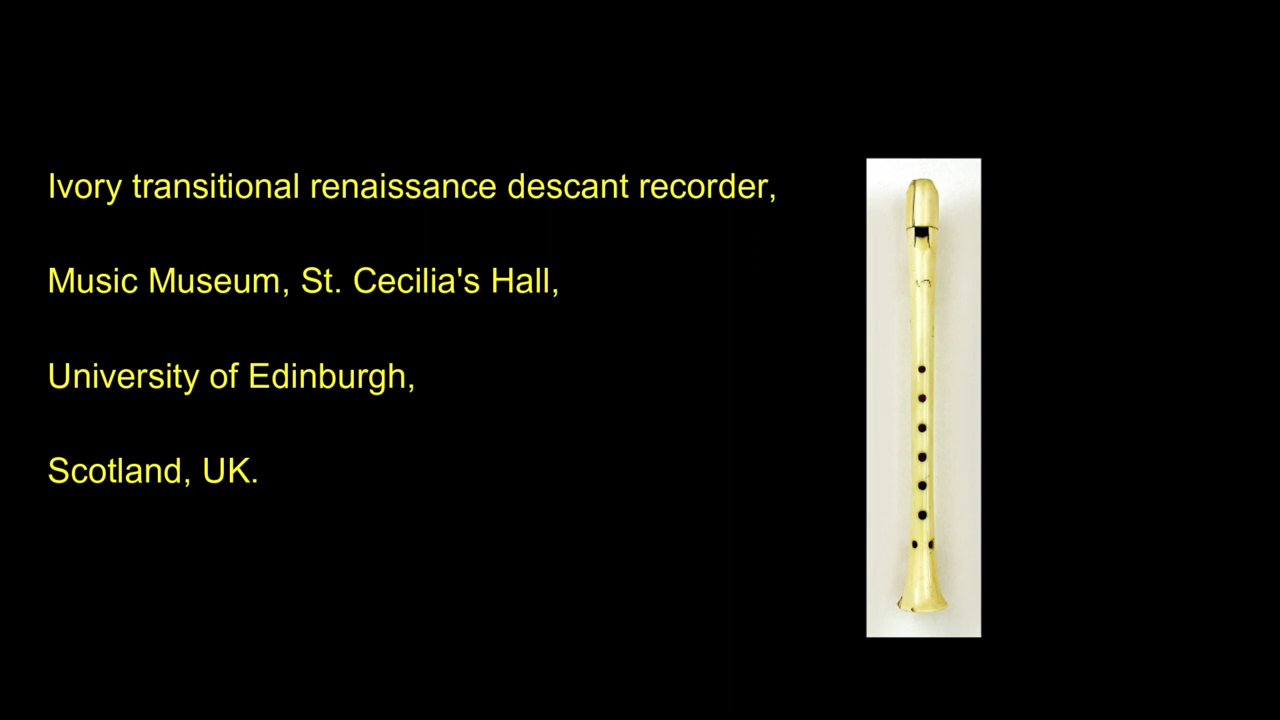 Ivory transitional renaissance descant recorder,
Music Museum, St. Cecilia's Hall,
University of Edinburgh,
Scotland, UK.